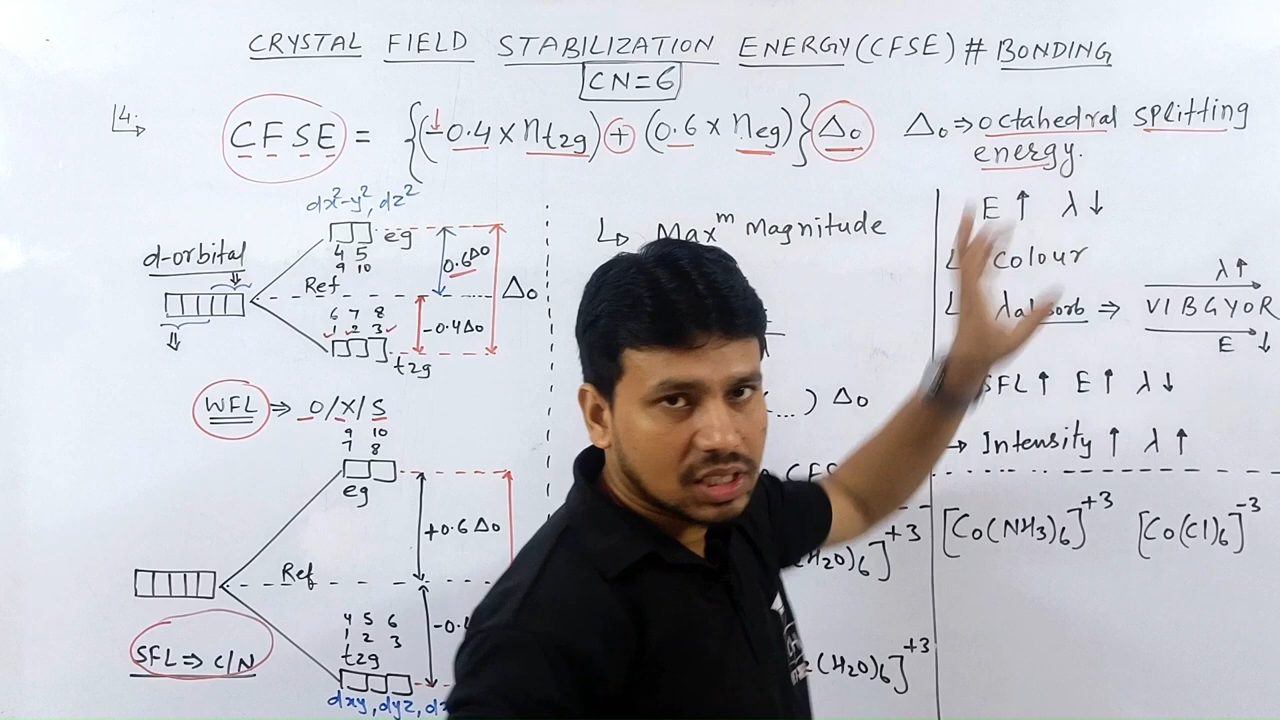 CRYSTAL FIELD STABILIZATION ENERGY (CFSE) # BONDING
CN=6
4.
CFSE = {(-0.4 × nt2g) + (0.6 × neg)} Δo
Δo ⇒ octahedral splitting energy.
dx²-y², dz²
eg
4 5
9 10
d-orbital
Ref
0.6Δo
Δo
6 7 8
1 2 3
-0.4Δo
t2g
WFL ⇒ O/X/S
9 10
7 8
eg
+0.6Δo
Ref
4 5 6
1 2 3
t2g
SFL ⇒ C/N
dxy, dyz,
↳ Maxᵐ Magnitude
...) Δo
(H2O)6]+3
(H2O)6]+3
E↑ λ↓
Colour
λabsorb ⇒ VIBGYOR
λ↑
E↓
SFL↑ E↑ λ↓
→ Intensity↑ λ↑
[Co(NH3)6]+3 [Co(Cl)6]-3